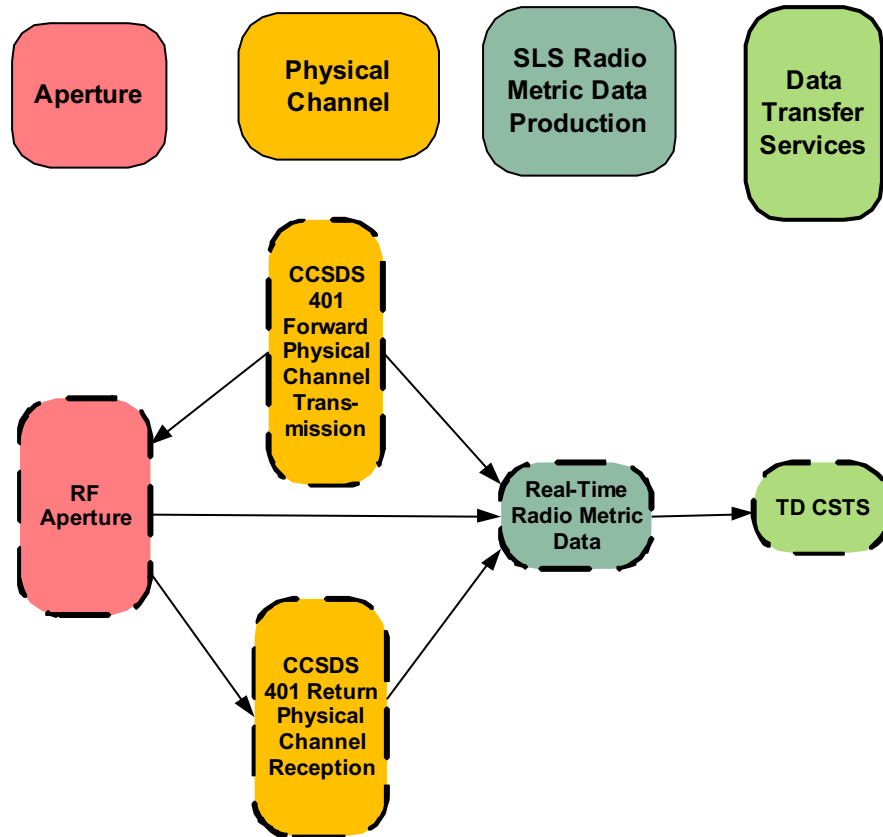 Aperture
Physical
Channel
SLS Radio
Metric Data
Production
Data
Transfer
Services
CCSDS
401
Forward
Physical
Channel
Trans-
mission
RF
Aperture
Real-Time
Radio Metric
Data
TD CSTS
CCSDS
401 Return
Physical
Channel
Reception